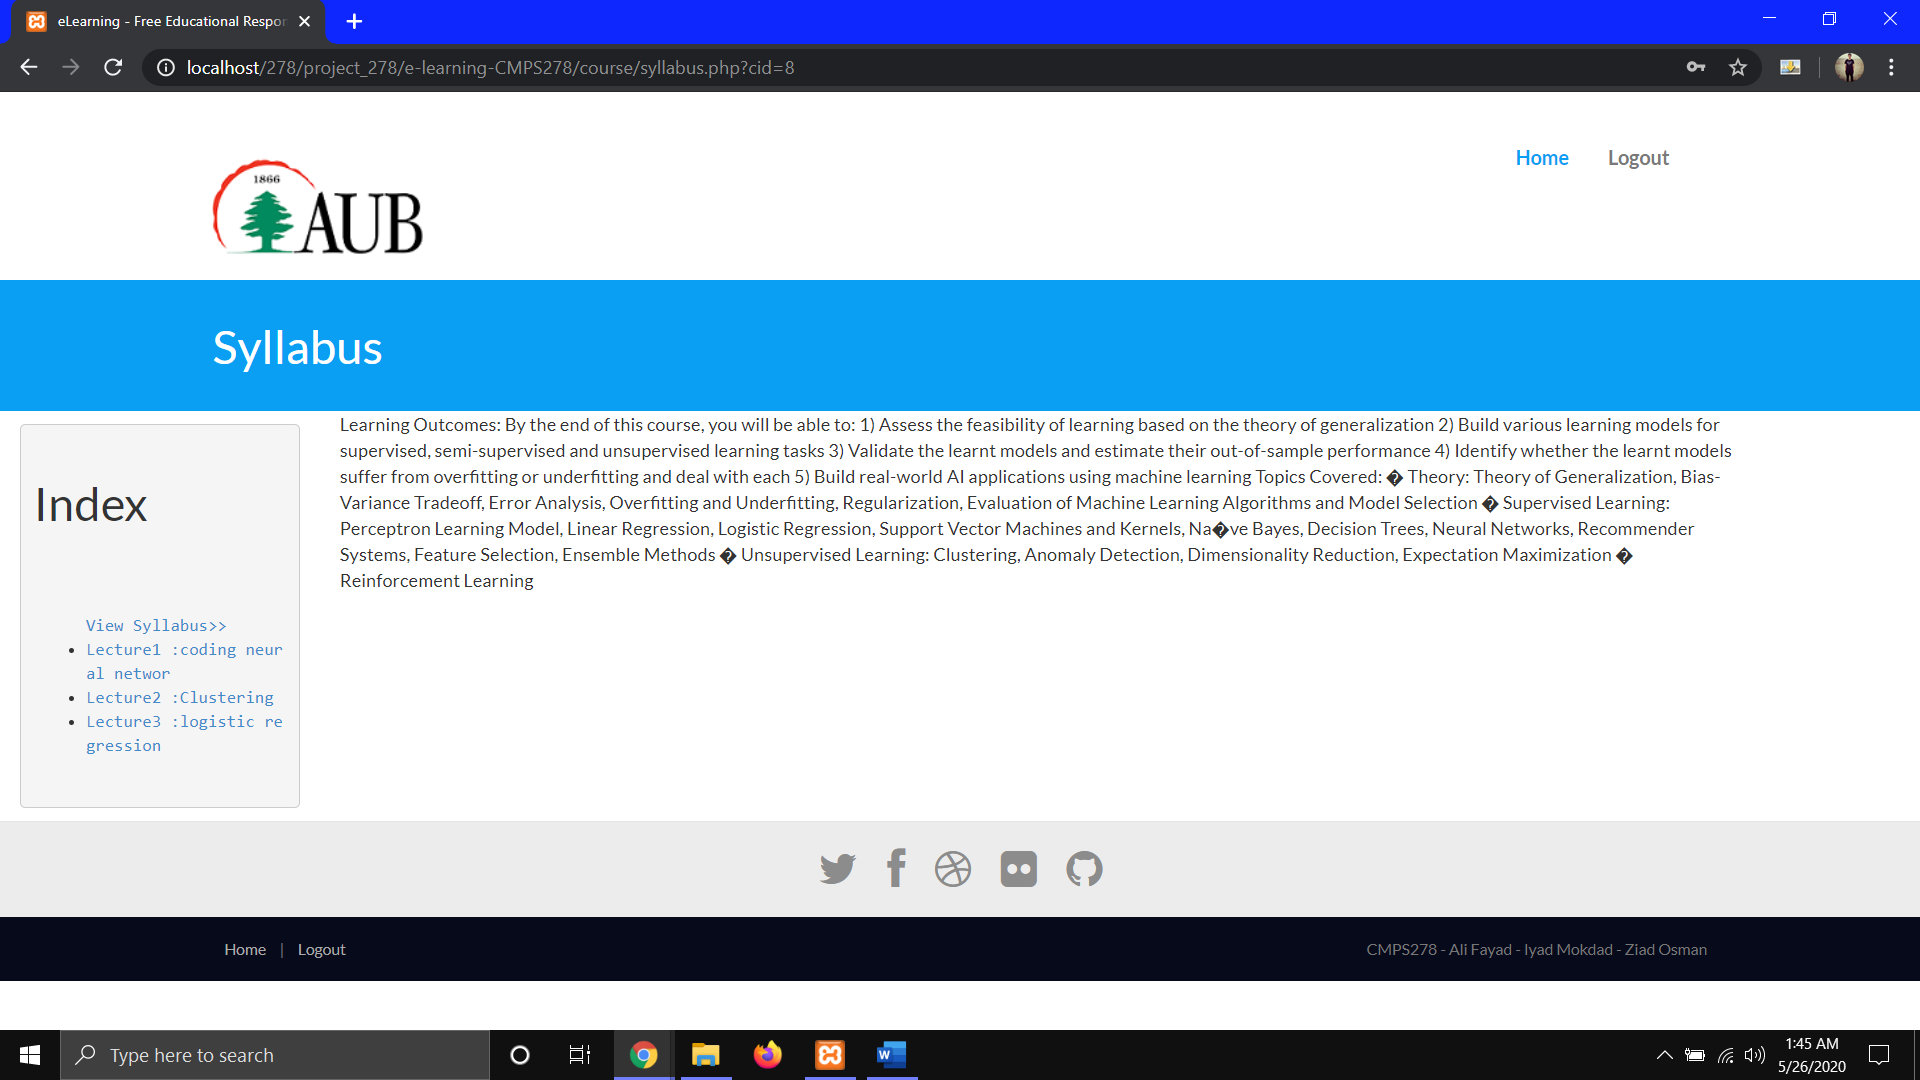 eLearning - Free Educational Respor
localhost/278/project_278/e-learning-CMPS278/course/syllabus.php?cid=8
1866
AUB
Home Logout
Syllabus
Index
View Syllabus>>
Lecture1 :coding neur
al networ
Lecture2 :Clustering
Lecture3 :logistic re
gression
Learning Outcomes: By the end of this course, you will be able to: 1) Assess the feasibility of learning based on the theory of generalization 2) Build various learning models for
supervised, semi-supervised and unsupervised learning tasks 3) Validate the learnt models and estimate their out-of-sample performance 4) Identify whether the learnt models
suffer from overfitting or underfitting and deal with each 5) Build real-world AI applications using machine learning Topics Covered: � Theory: Theory of Generalization, Bias-
Variance Tradeoff, Error Analysis, Overfitting and Underfitting, Regularization, Evaluation of Machine Learning Algorithms and Model Selection � Supervised Learning:
Perceptron Learning Model, Linear Regression, Logistic Regression, Support Vector Machines and Kernels, Na�ve Bayes, Decision Trees, Neural Networks, Recommender
Systems, Feature Selection, Ensemble Methods � Unsupervised Learning: Clustering, Anomaly Detection, Dimensionality Reduction, Expectation Maximization �
Reinforcement Learning
Home | Logout
CMPS278 - Ali Fayad - Iyad Mokdad - Ziad Osman
Type here to search
1:45 AM
5/26/2020